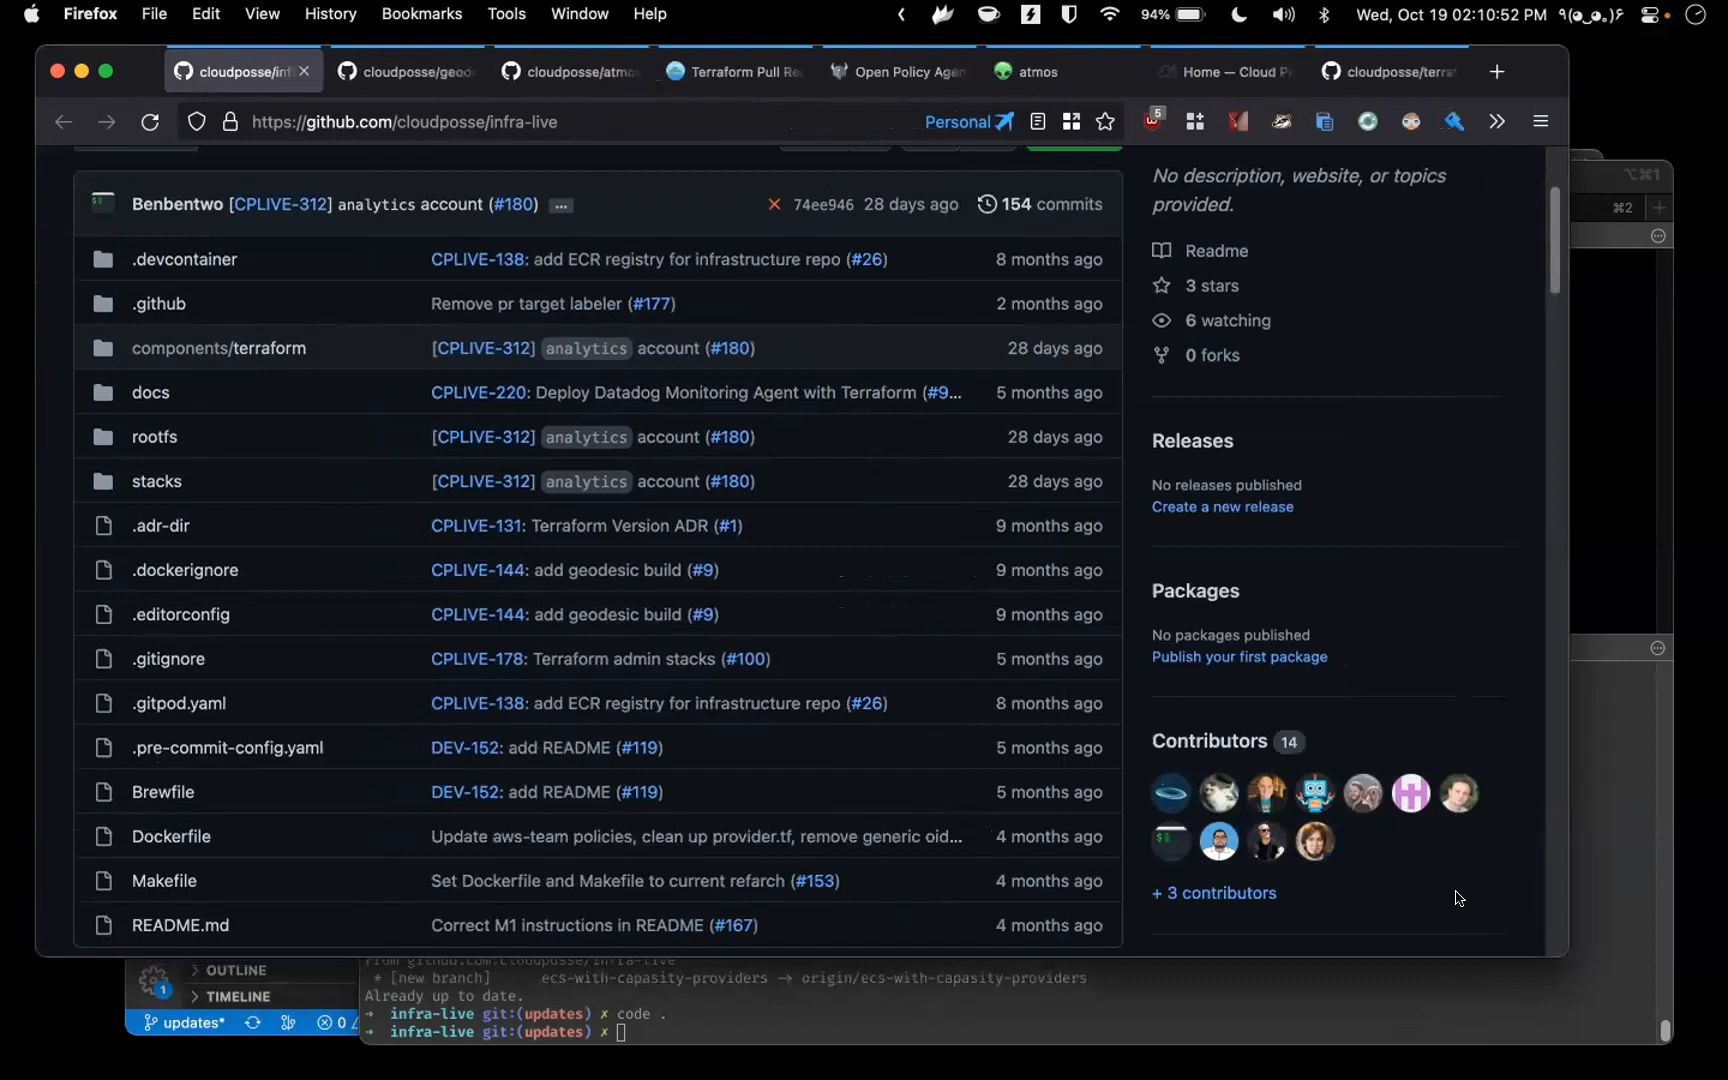 Firefox File Edit View History Bookmarks Tools Window Help 94% Wed, Oct 19 02:10:52 PM
cloudposse/inf cloudposse/geod cloudposse/atmo Terraform Pull Re Open Policy Age atmos Home — Cloud P cloudposse/terra
https://github.com/cloudposse/infra-live Personal 5
⌥⌘1
⌘2
Benbentwo [CPLIVE-312] analytics account (#180) ... 74ee946 28 days ago 154 commits
.devcontainer CPLIVE-138: add ECR registry for infrastructure repo (#26) 8 months ago
.github Remove pr target labeler (#177) 2 months ago
components/terraform [CPLIVE-312] analytics account (#180) 28 days ago
docs CPLIVE-220: Deploy Datadog Monitoring Agent with Terraform (#9... 5 months ago
rootfs [CPLIVE-312] analytics account (#180) 28 days ago
stacks [CPLIVE-312] analytics account (#180) 28 days ago
.adr-dir CPLIVE-131: Terraform Version ADR (#1) 9 months ago
.dockerignore CPLIVE-144: add geodesic build (#9) 9 months ago
.editorconfig CPLIVE-144: add geodesic build (#9) 9 months ago
.gitignore CPLIVE-178: Terraform admin stacks (#100) 5 months ago
.gitpod.yaml CPLIVE-138: add ECR registry for infrastructure repo (#26) 8 months ago
.pre-commit-config.yaml DEV-152: add README (#119) 5 months ago
Brewfile DEV-152: add README (#119) 5 months ago
Dockerfile Update aws-team policies, clean up provider.tf, remove generic oid... 4 months ago
Makefile Set Dockerfile and Makefile to current refarch (#153) 4 months ago
README.md Correct M1 instructions in README (#167) 4 months ago
No description, website, or topics
provided.
Readme
3 stars
6 watching
0 forks
Releases
No releases published
Create a new release
Packages
No packages published
Publish your first package
Contributors 14
+ 3 contributors
OUTLINE
TIMELINE
1
updates* 0
From github.com:cloudposse/infra-live
* [new branch] ecs-with-capasity-providers → origin/ecs-with-capasity-providers
Already up to date.
→ infra-live git:(updates) ✗ code .
→ infra-live git:(updates) ✗